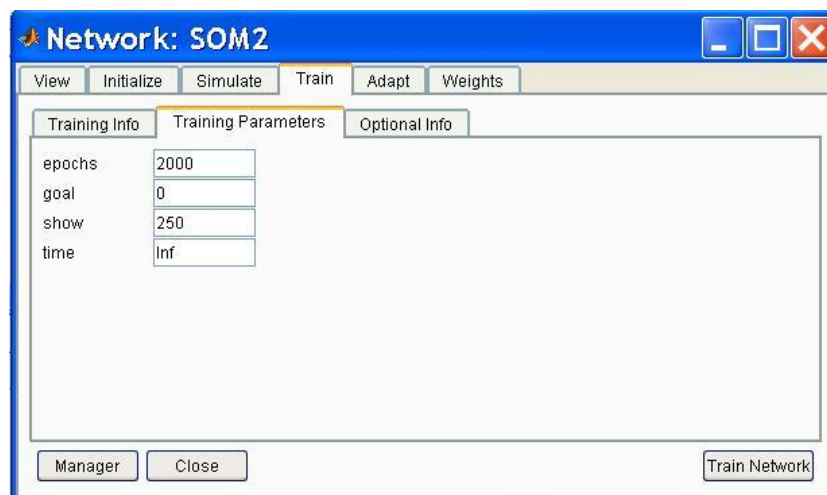 Network: SOM2
View Initialize Simulate Train Adapt Weights
Training Info Training Parameters Optional Info
epochs 2000
goal 0
show 250
time Inf
Manager Close Train Network